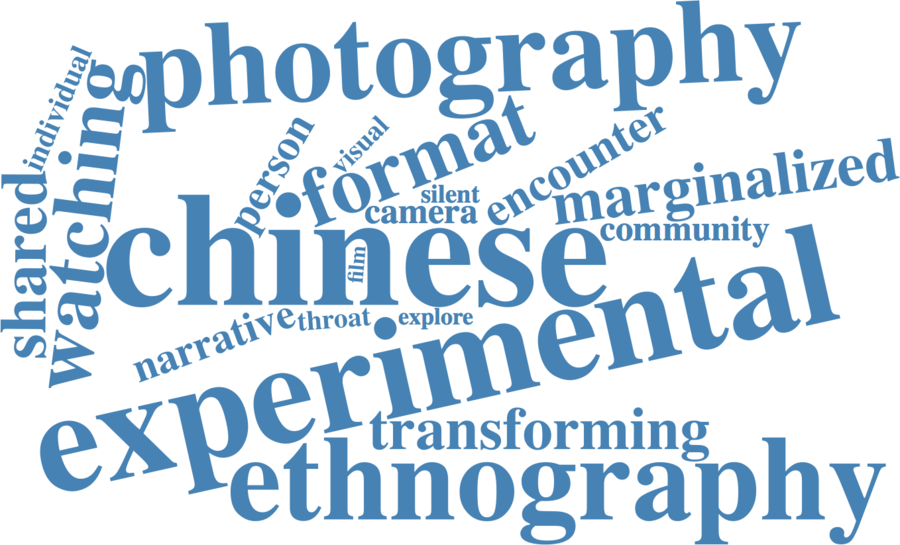 photography
individual
watching
shared
person
visual
format
encounter
silent
camera
marginalized
community
chinese
film
narrative
throat
explore
experimental
transforming
ethnography